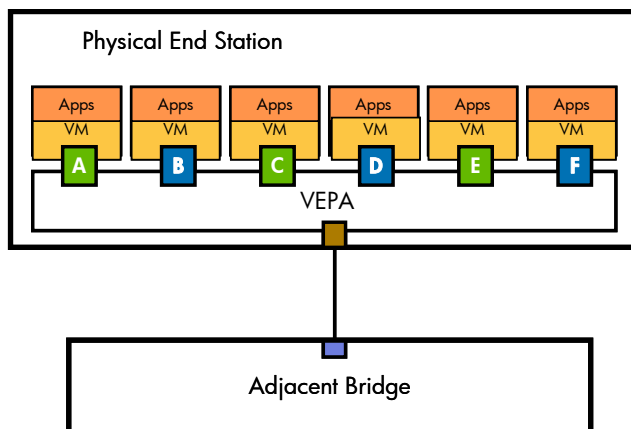 Physical End Station
Apps Apps Apps Apps Apps Apps
VM VM VM VM VM VM
A B C D E F
VEPA
Adjacent Bridge